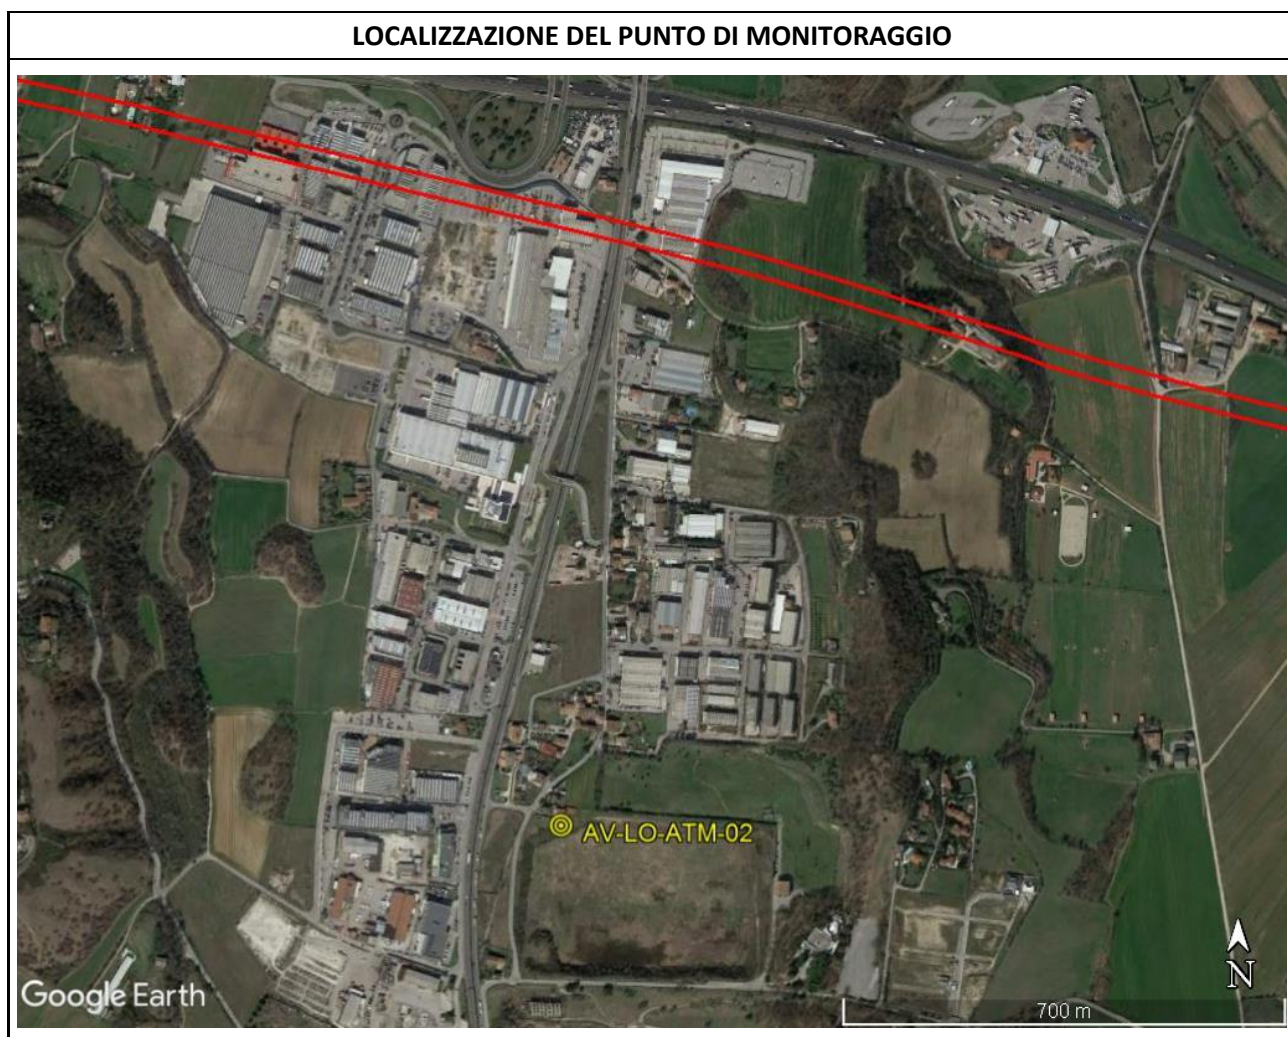 LOCALIZZAZIONE DEL PUNTO DI MONITORAGGIO
AV-LO-ATM-02
N
Google Earth
700 m